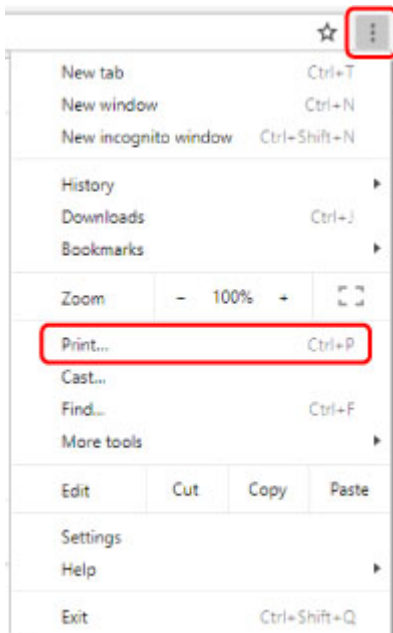 New tab Ctrl+T
New window Ctrl+N
New incognito window Ctrl+Shift+N
History
Downloads Ctrl+J
Bookmarks
Zoom - 100% +
Print... Ctrl+P
Cast...
Find... Ctrl+F
More tools
Edit Cut Copy Paste
Settings
Help
Exit Ctrl+Shift+Q